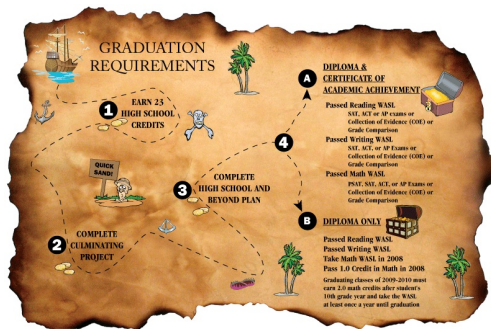 GRADUATION
REQUIREMENTS
1
EARN 23
HIGH SCHOOL
CREDITS
QUICK
SAND!
2
COMPLETE
CULMINATING
PROJECT
3
COMPLETE
HIGH SCHOOL AND
BEYOND PLAN
4
A
DIPLOMA &
CERTIFICATE OF
ACADEMIC ACHIEVEMENT
Passed Reading WASL
SAT, ACT or AP exams or
Collection of Evidence (COE) or
Grade Comparison
Passed Writing WASL
SAT, ACT, or AP Exams or
Collection of Evidence (COE) or
Grade Comparison
Passed Math WASL
PSAT, SAT, ACT, or AP Exams or
Collection of Evidence (COE) or
Grade Comparison
B
DIPLOMA ONLY
Passed Reading WASL
Passed Writing WASL
Take Math WASL in 2008
Pass 1.0 Credit in Math in 2008
Graduating classes of 2009-2010 must
earn 2.0 math credits after student's
10th grade year and take the WASL
at least once a year until graduation